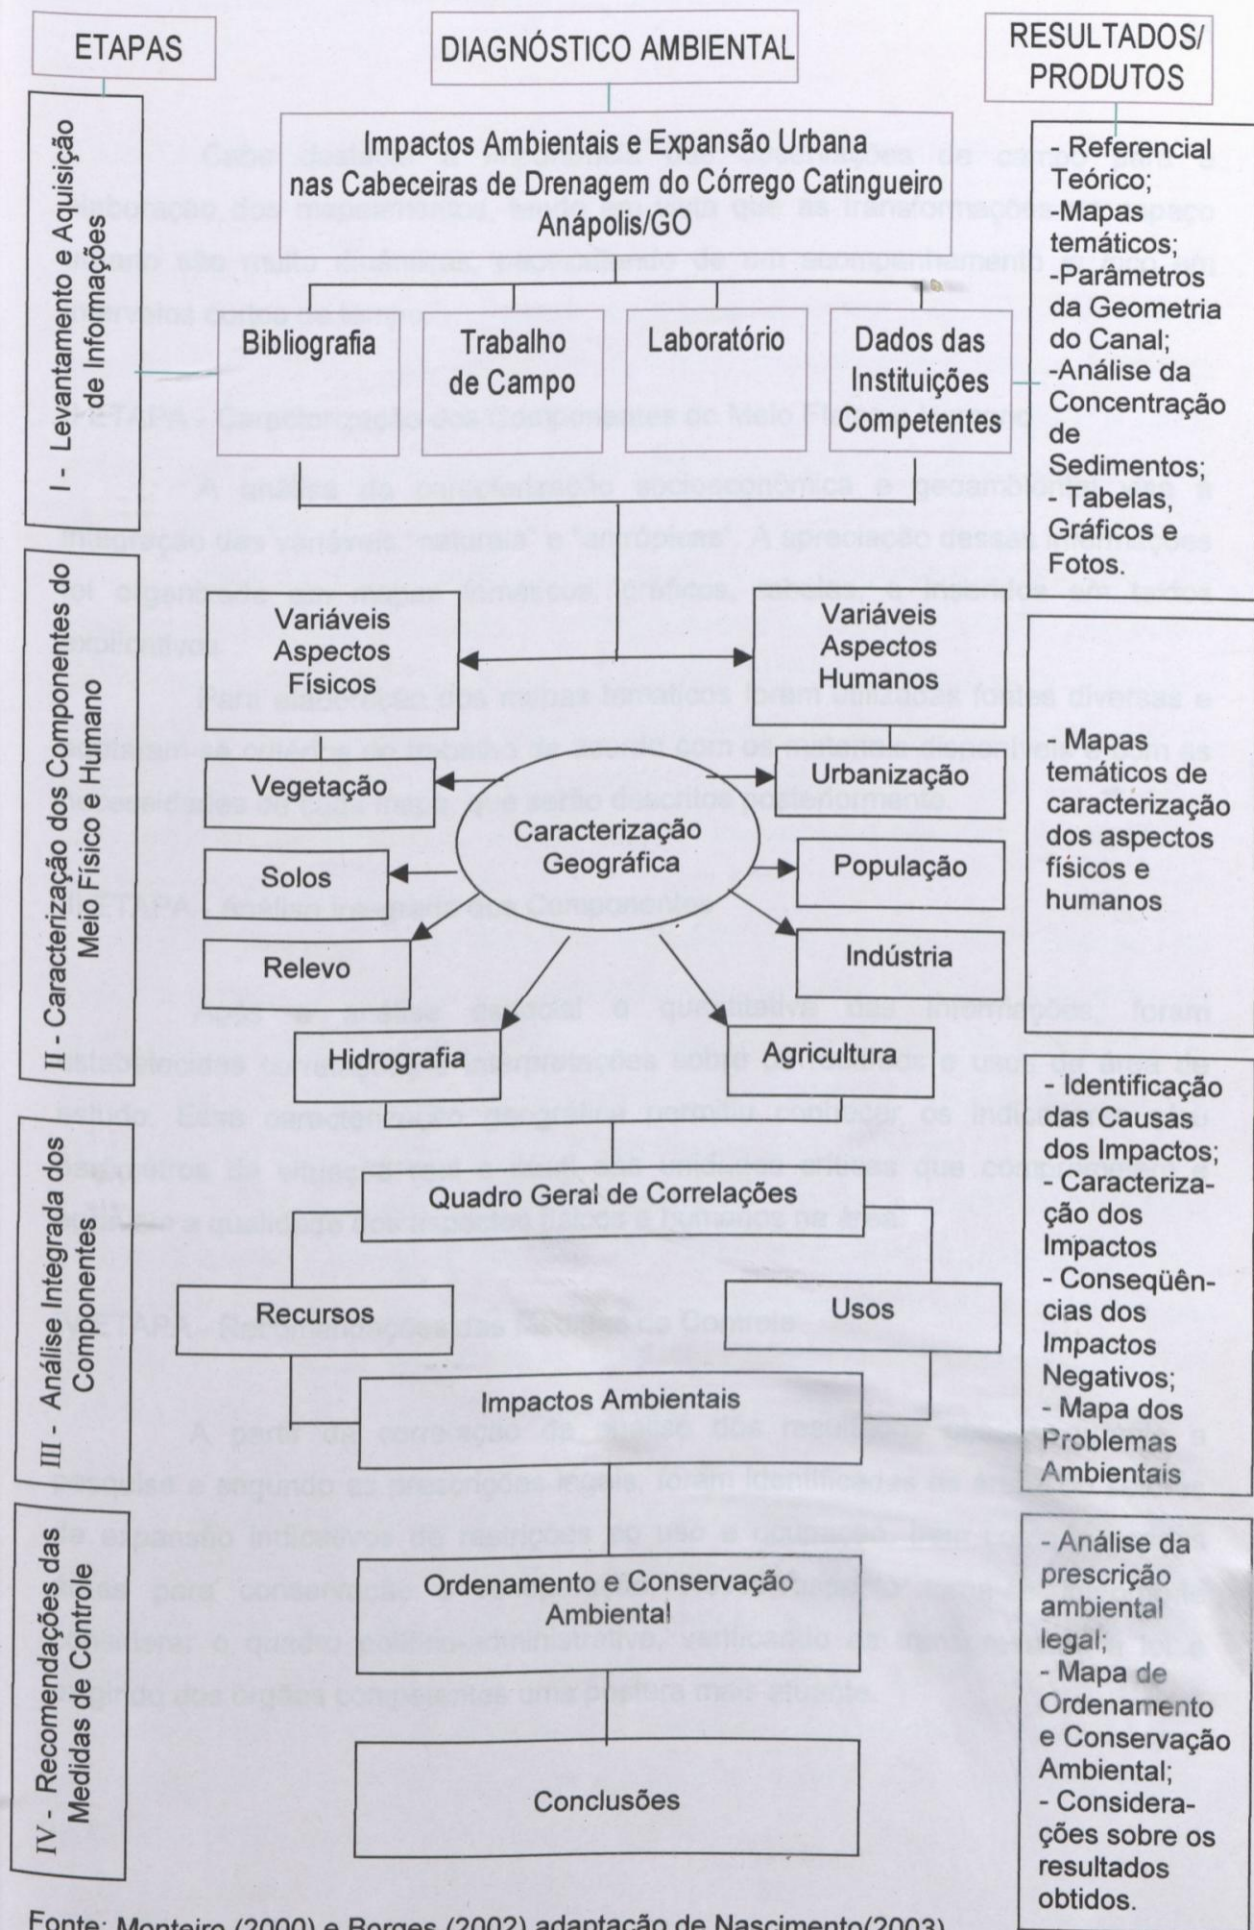 ETAPAS
DIAGNÓSTICO AMBIENTAL
RESULTADOS/
PRODUTOS
I - Levantamento e Aquisição
de Informações
Impactos Ambientais e Expansão Urbana
nas Cabeceiras de Drenagem do Córrego Catingueiro
Anápolis/GO
Bibliografia
Trabalho
de Campo
Laboratório
Dados das
Instituições
Competentes
- Referencial
Teórico;
-Mapas
temáticos;
-Parâmetros
da Geometria
do Canal;
-Análise da
Concentração
de
Sedimentos;
- Tabelas,
Gráficos e
Fotos.
II - Caracterização dos Componentes do
Meio Físico e Humano
Variáveis
Aspectos
Físicos
Variáveis
Aspectos
Humanos
Vegetação
Urbanização
Caracterização
Geográfica
Solos
População
Relevo
Indústria
Hidrografia
Agricultura
- Mapas
temáticos de
caracterização
dos aspectos
físicos e
humanos
III - Análise Integrada dos
Componentes
Quadro Geral de Correlações
Recursos
Usos
Impactos Ambientais
- Identificação
das Causas
dos Impactos;
- Caracteriza-
ção dos
Impactos
- Conseqüên-
cias dos
Impactos
Negativos;
- Mapa dos
Problemas
Ambientais
IV - Recomendações das
Medidas de Controle
Ordenamento e Conservação
Ambiental
Conclusões
- Análise da
prescrição
ambiental
legal;
- Mapa de
Ordenamento
e Conservação
Ambiental;
- Considera-
ções sobre os
resultados
obtidos.
Fonte: Monteiro (2000) e Borges (2002) adaptação de Nascimento(2003)